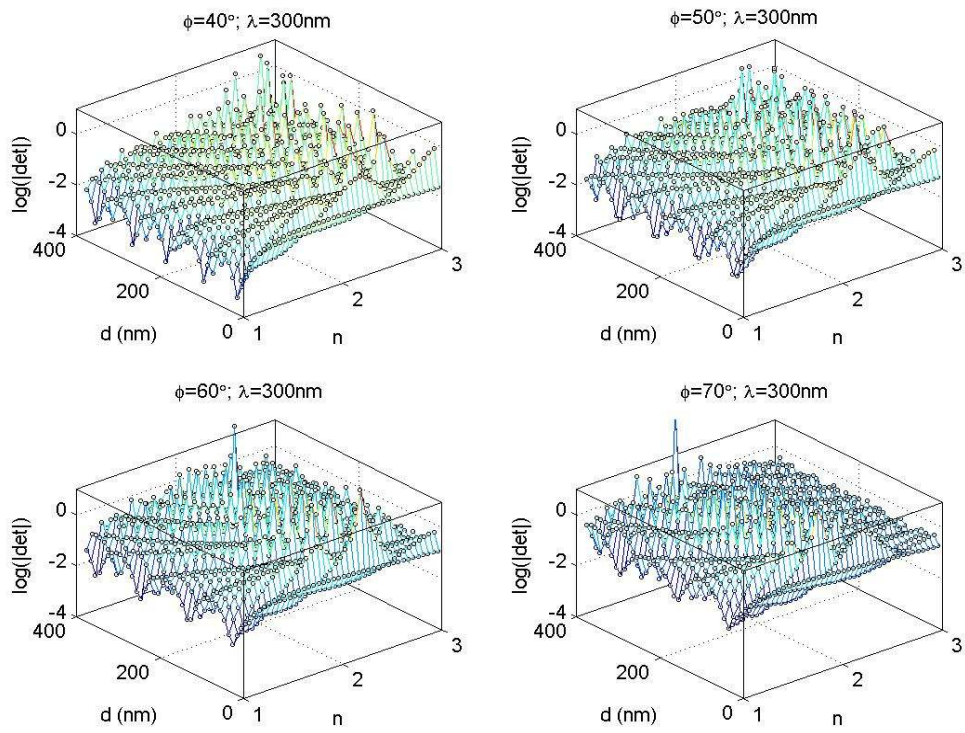 ϕ=40°; λ=300nm
log(|det|)
0
-2
-4
400
200
0
d (nm)
1
2
3
n
ϕ=50°; λ=300nm
log(|det|)
0
-2
-4
400
200
0
d (nm)
1
2
3
n
ϕ=60°; λ=300nm
log(|det|)
0
-2
-4
400
200
0
d (nm)
1
2
3
n
ϕ=70°; λ=300nm
log(|det|)
0
-2
-4
400
200
0
d (nm)
1
2
3
n